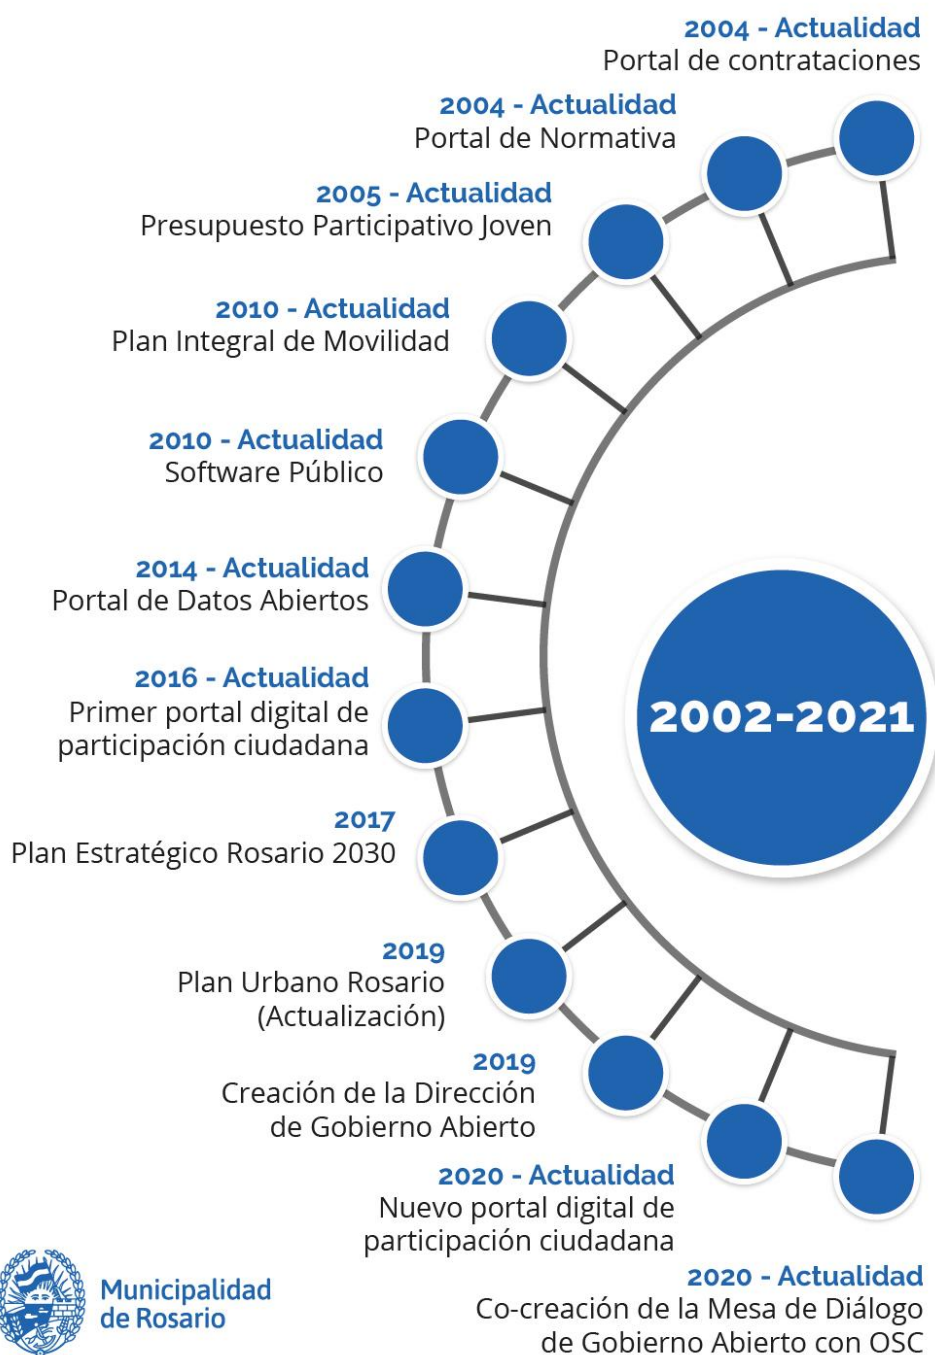 2004 - Actualidad
Portal de contrataciones
2004 - Actualidad
Portal de Normativa
2005 - Actualidad
Presupuesto Participativo Joven
2010 - Actualidad
Plan Integral de Movilidad
2010 - Actualidad
Software Público
2014 - Actualidad
Portal de Datos Abiertos
2016 - Actualidad
Primer portal digital de
participación ciudadana
2002-2021
2017
Plan Estratégico Rosario 2030
2019
Plan Urbano Rosario
(Actualización)
2019
Creación de la Dirección
de Gobierno Abierto
2020 - Actualidad
Nuevo portal digital de
participación ciudadana
2020 - Actualidad
Co-creación de la Mesa de Diálogo
de Gobierno Abierto con OSC
Municipalidad
de Rosario